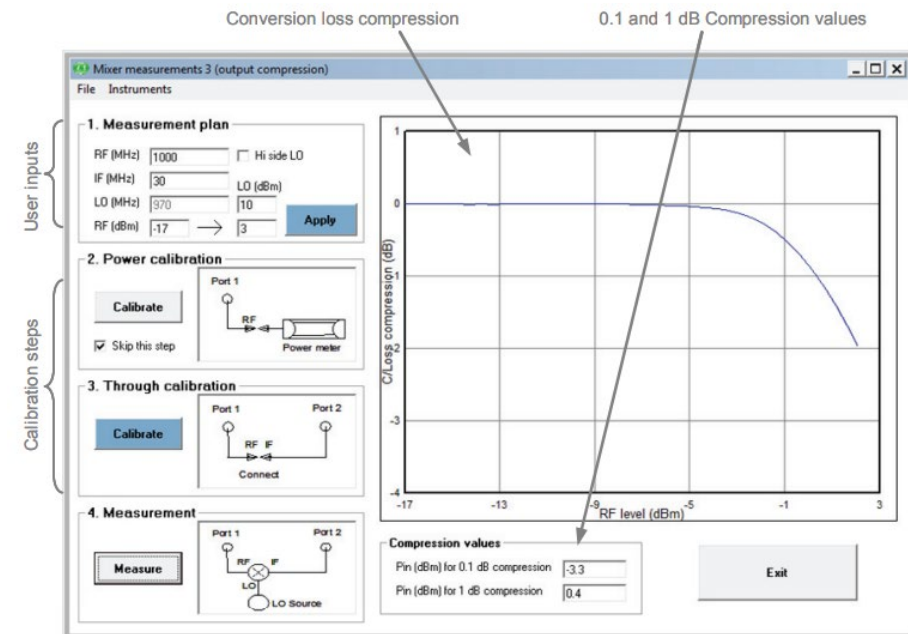 Conversion loss compression
0.1 and 1 dB Compression values
Mixer measurements 3 (output compression)
File Instruments
User inputs
1. Measurement plan
RF (MHz) 1000 Hi side LO
IF (MHz) 30
LO (dBm)
LO (MHz) 970 10
RF (dBm) -17 3
Apply
Calibration steps
2. Power calibration
Calibrate
Skip this step
Port 1
RF
Power meter
3. Through calibration
Calibrate
Port 1 Port 2
RF IF
Connect
4. Measurement
Measure
Port 1 Port 2
RF IF
LO
LO Source
C/Loss compression (dB)
1
0
-1
-2
-3
-4
-17 -13 -9 -5 -1 3
RF level (dBm)
Compression values
Pin (dBm) for 0.1 dB compression -3.3
Pin (dBm) for 1 dB compression 0.4
Exit